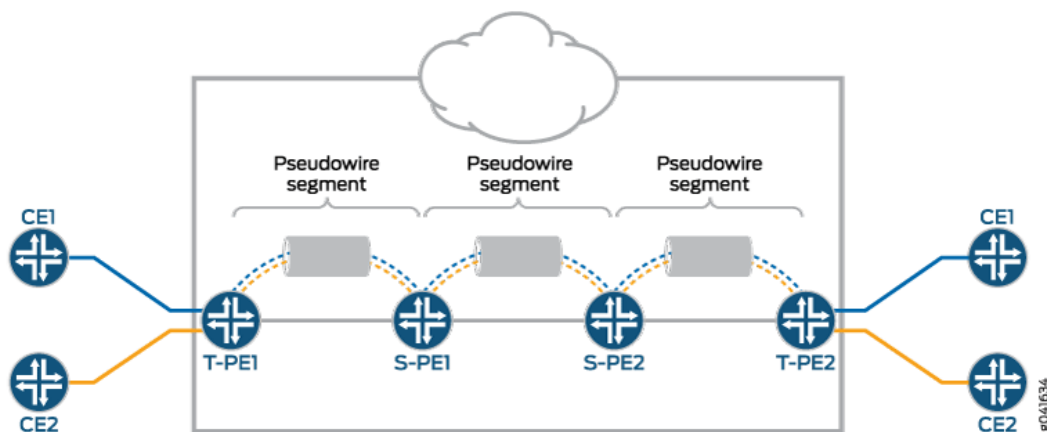 Pseudowire
segment
Pseudowire
segment
Pseudowire
segment
CE1
CE1
T-PE1
S-PE1
S-PE2
T-PE2
CE2
CE2
g041634